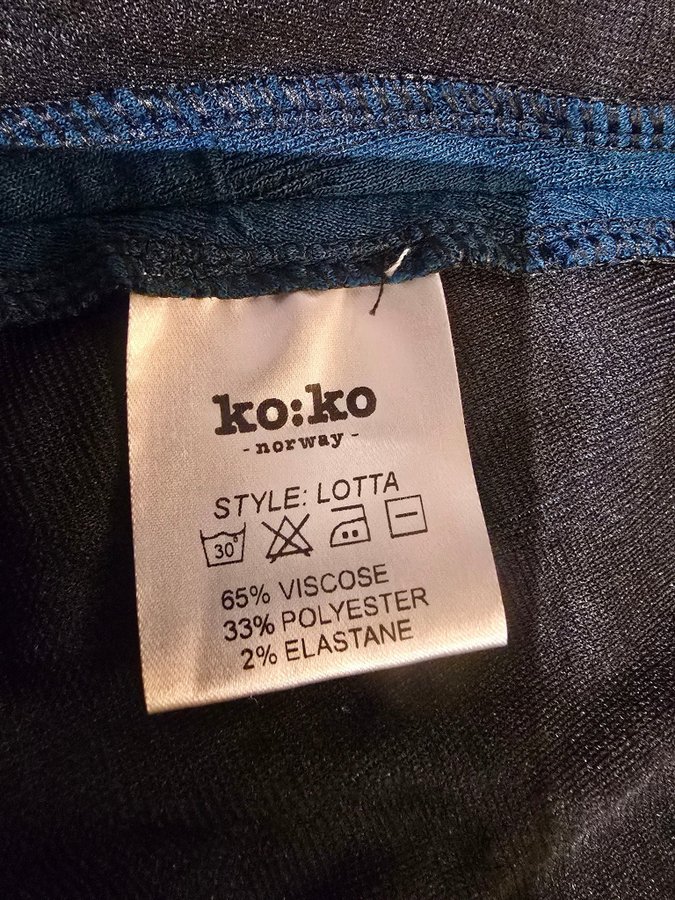 ko:ko
- norway -
STYLE: LOTTA
30°
65% VISCOSE
33% POLYESTER
2% ELASTANE